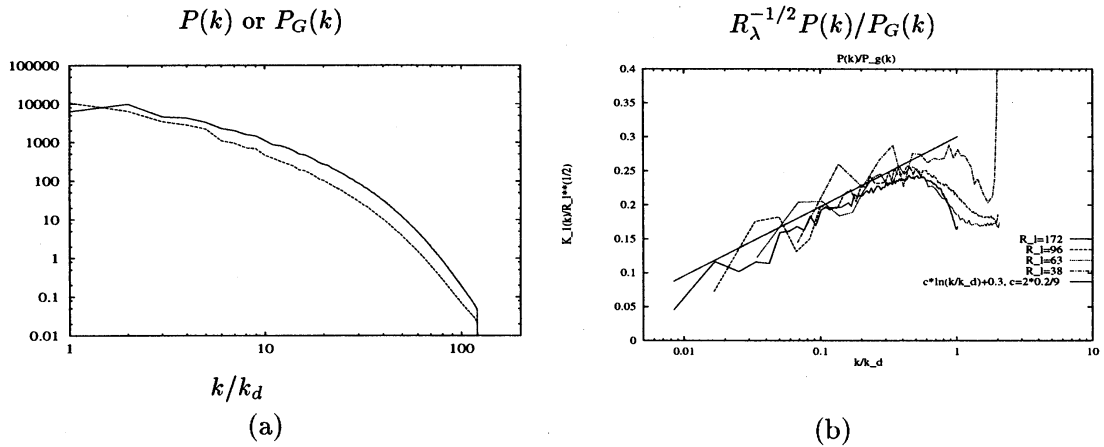 P(k) or P_G(k)
100000
10000
1000
100
10
1
0.1
0.01
1
10
100
k/k_d
(a)
R_λ^{-1/2} P(k)/P_G(k)
P(k)/P_g(k)
0.4
0.35
0.3
0.25
0.2
0.15
0.1
0.05
0
K_l(k)/R_l**(1/2)
R_l=172
R_l=96
R_l=63
R_l=38
c*ln(k/k_d)+0.3, c=2*0.2/9
0.01
0.1
1
10
k/k_d
(b)